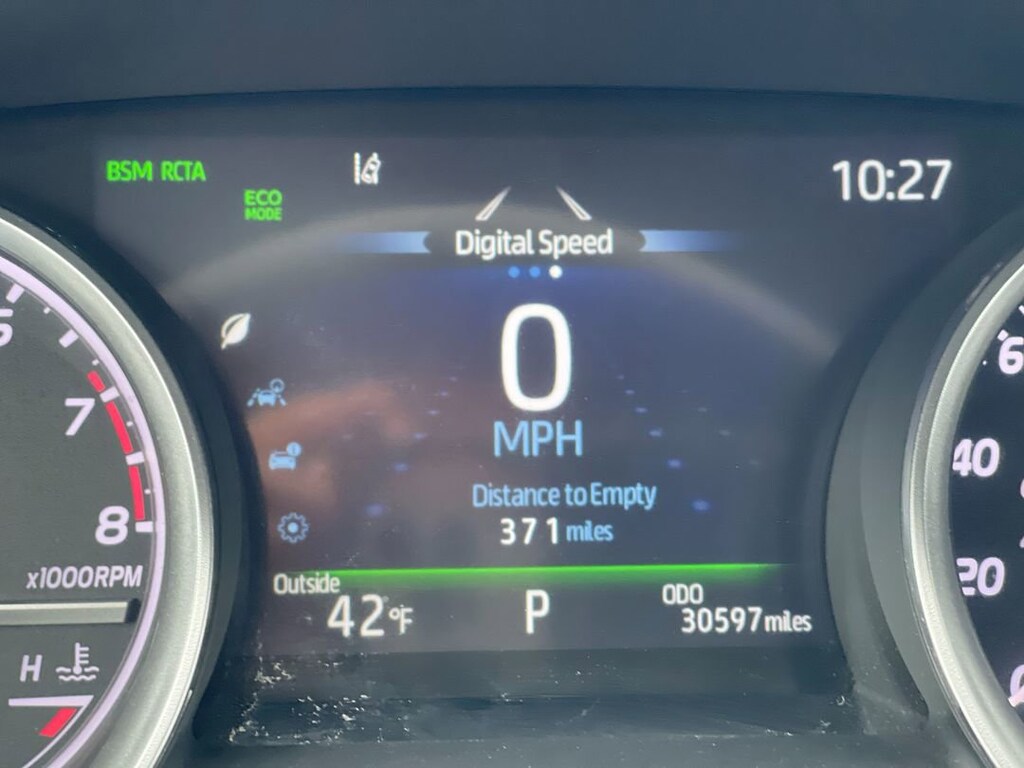 BSM RCTA
10:27
ECO
MODE
Digital Speed
0
MPH
Distance to Empty
371 miles
Outside
42°F
P
ODO
30597 miles
7
8
x1000RPM
H
6
40
20